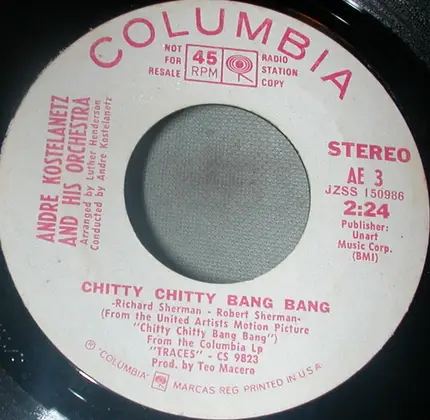 COLUMBIA
NOT FOR RESALE
45 RPM
RADIO STATION COPY
ANDRE KOSTELANETZ
AND HIS ORCHESTRA
Arranged by Luther Henderson
Conducted by Andre Kostelanetz
STEREO
AE 3
JZSS 150986
2:24
Publisher:
Unart
Music Corp.
(BMI)
CHITTY CHITTY BANG BANG
-Richard Sherman - Robert Sherman-
(From the United Artists Motion Picture
"Chitty Chitty Bang Bang")
From the Columbia Lp
"TRACES" - CS 9823
Prod. by Teo Macero
℗ "COLUMBIA" MARCAS REG. PRINTED IN U.S.A.